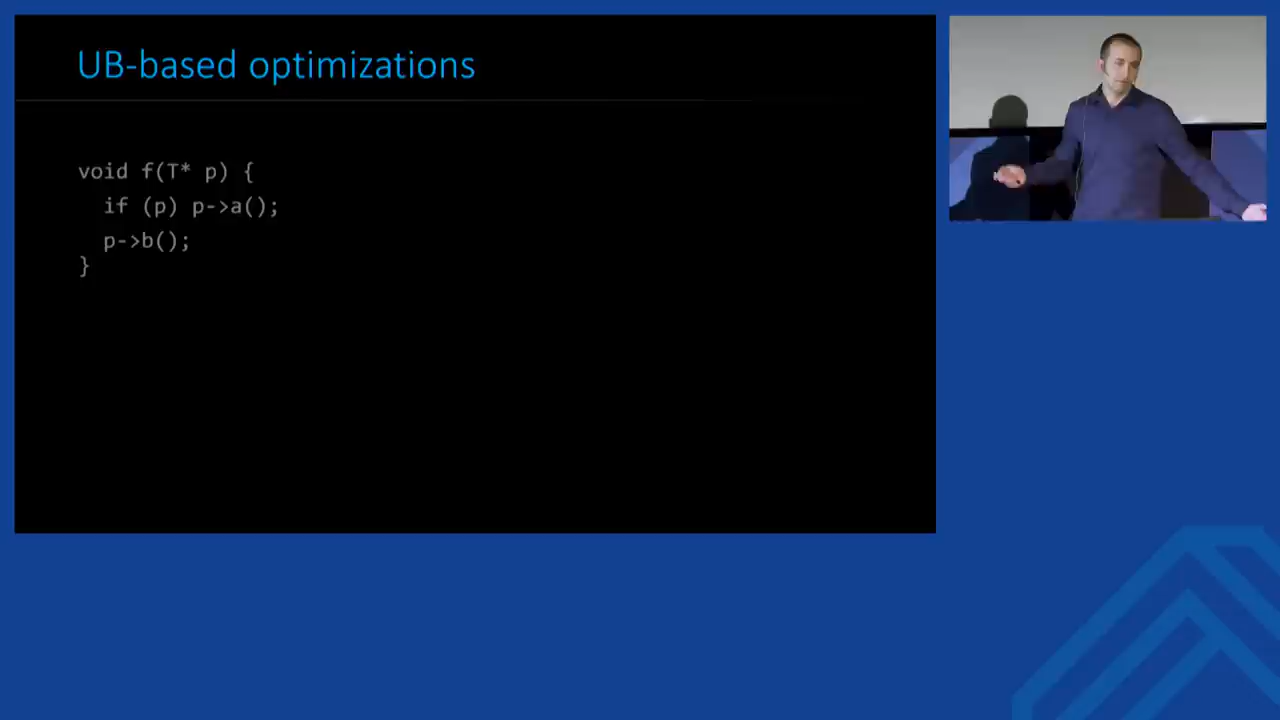 UB-based optimizations
void f(T* p) {
if (p) p->a();
p->b();
}